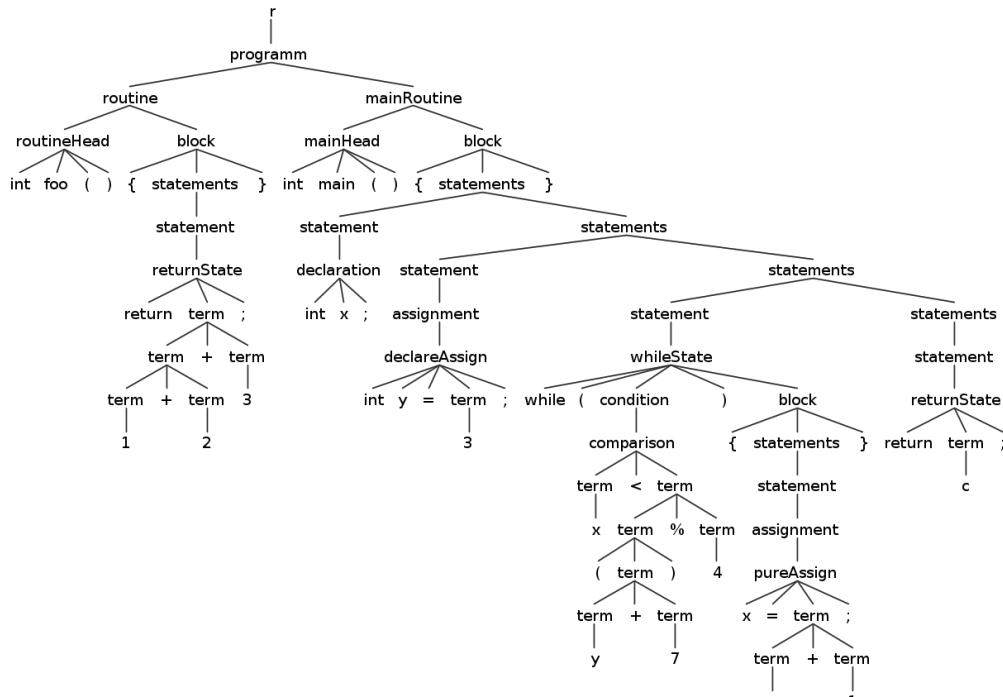 r
programm
routine mainRoutine
routineHead block mainHead block
int foo ( ) { statements } int main ( ) { statements }
statement statement statements
returnState declaration statement statements
return term ; int x ; assignment statement statements
term + term declareAssign whileState statement
term + term 3 int y = term ; while ( condition ) block returnState
1 2 3 comparison { statements } return term ;
term < term statement c
x term % term assignment
( term ) 4 pureAssign
term + term x = term ;
y 7 term + term